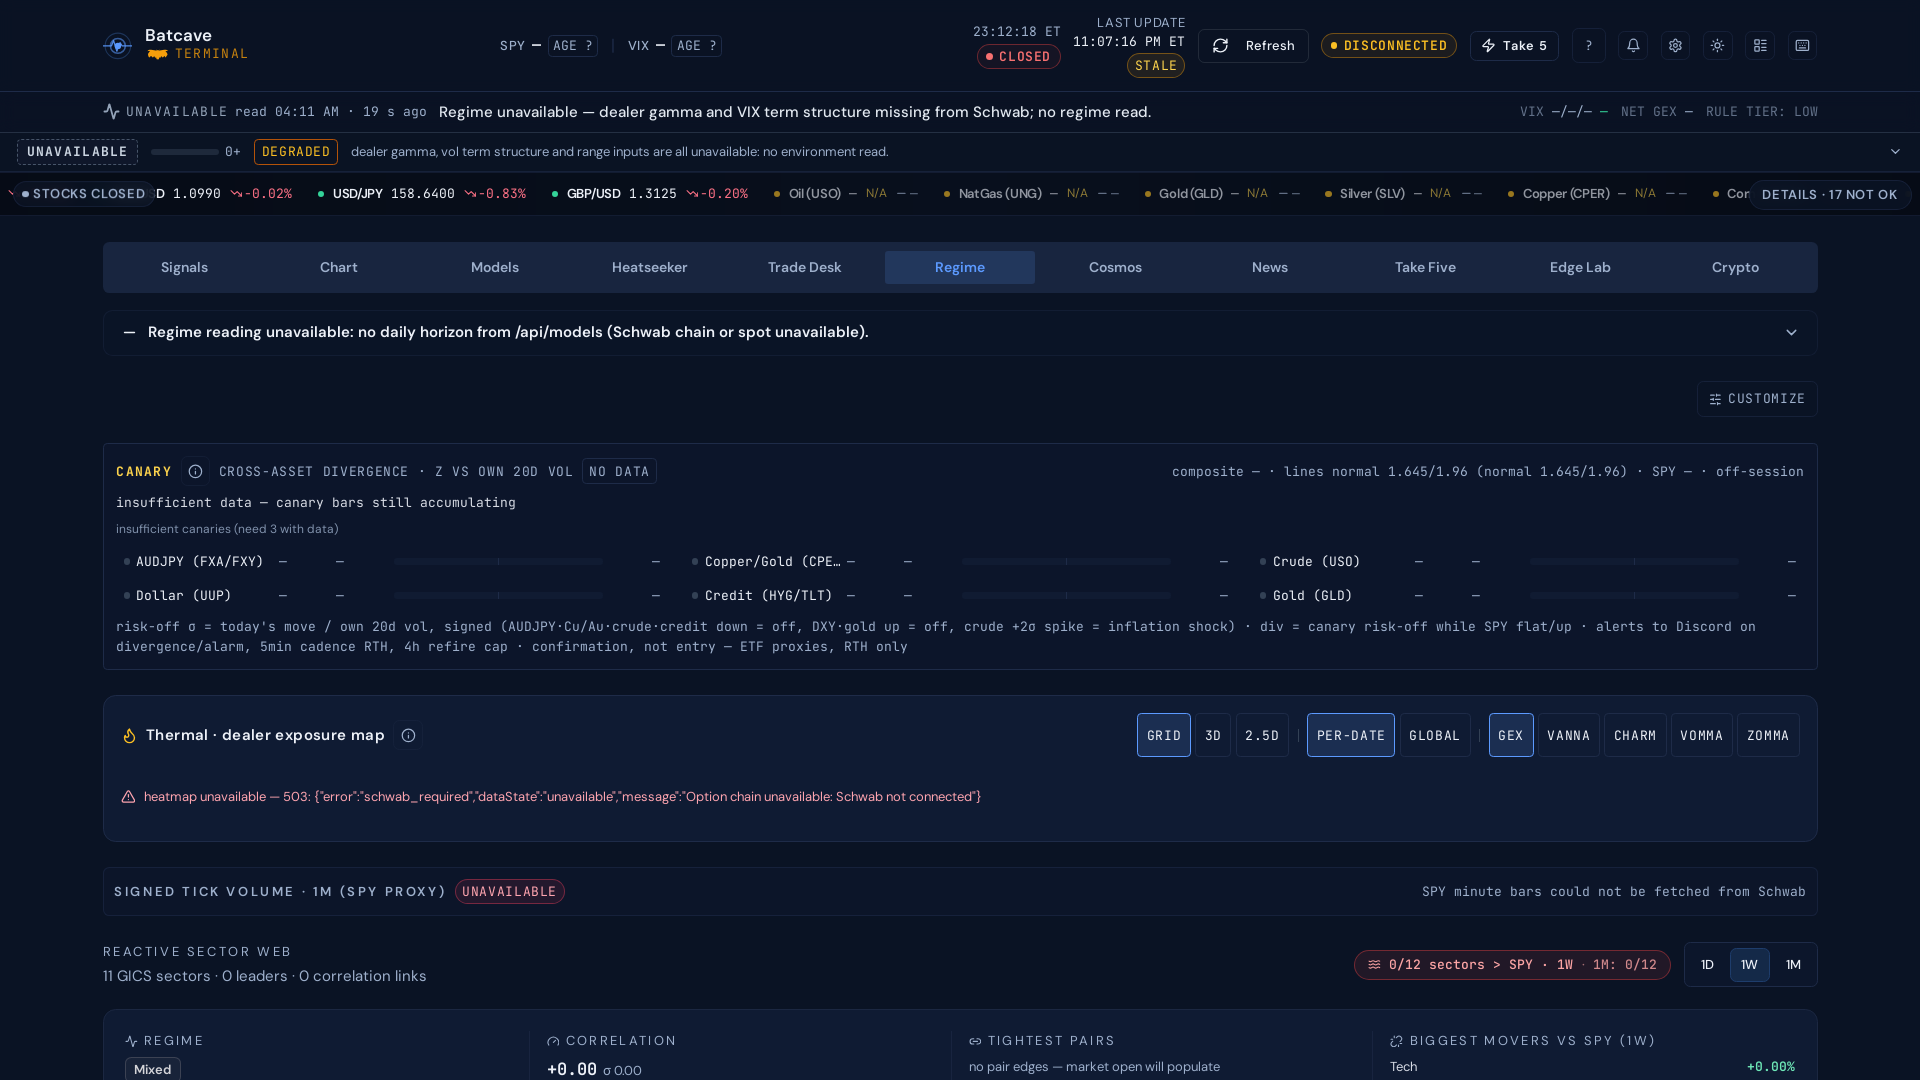 Batcave
TERMINAL
SPY — AGE ? VIX — AGE ?
23:12:18 ET
CLOSED
LAST UPDATE
11:07:16 PM ET
STALE
Refresh
DISCONNECTED
Take 5
?
UNAVAILABLE read 04:11 AM · 19 s ago Regime unavailable — dealer gamma and VIX term structure missing from Schwab; no regime read.
VIX —/—/— — NET GEX — RULE TIER: LOW
UNAVAILABLE 0+ DEGRADED dealer gamma, vol term structure and range inputs are all unavailable: no environment read.
STOCKS CLOSED D 1.0990 -0.02% USD/JPY 158.6400 -0.83% GBP/USD 1.3125 -0.20% Oil (USO) — N/A — — NatGas (UNG) — N/A — — Gold (GLD) — N/A — — Silver (SLV) — N/A — — Copper (CPER) — N/A — — Cor DETAILS · 17 NOT OK
Signals Chart Models Heatseeker Trade Desk Regime Cosmos News Take Five Edge Lab Crypto
— Regime reading unavailable: no daily horizon from /api/models (Schwab chain or spot unavailable).
CUSTOMIZE
CANARY CROSS-ASSET DIVERGENCE · Z VS OWN 20D VOL NO DATA
composite — · lines normal 1.645/1.96 (normal 1.645/1.96) · SPY — · off-session
insufficient data — canary bars still accumulating
insufficient canaries (need 3 with data)
AUDJPY (FXA/FXY) — — — Copper/Gold (CPE… — — — Crude (USO) — — —
Dollar (UUP) — — — Credit (HYG/TLT) — — — Gold (GLD) — — —
risk-off σ = today's move / own 20d vol, signed (AUDJPY·Cu/Au·crude·credit down = off, DXY·gold up = off, crude +2σ spike = inflation shock) · div = canary risk-off while SPY flat/up · alerts to Discord on
divergence/alarm, 5min cadence RTH, 4h refire cap · confirmation, not entry — ETF proxies, RTH only
Thermal · dealer exposure map
GRID 3D 2.5D PER-DATE GLOBAL GEX VANNA CHARM VOMMA ZOMMA
heatmap unavailable — 503: {"error":"schwab_required","dataState":"unavailable","message":"Option chain unavailable: Schwab not connected"}
SIGNED TICK VOLUME · 1M (SPY PROXY) UNAVAILABLE
SPY minute bars could not be fetched from Schwab
REACTIVE SECTOR WEB
11 GICS sectors · 0 leaders · 0 correlation links
0/12 sectors > SPY · 1W · 1M: 0/12
1D 1W 1M
REGIME
Mixed
CORRELATION
+0.00 σ 0.00
TIGHTEST PAIRS
no pair edges — market open will populate
BIGGEST MOVERS VS SPY (1W)
Tech +0.00%